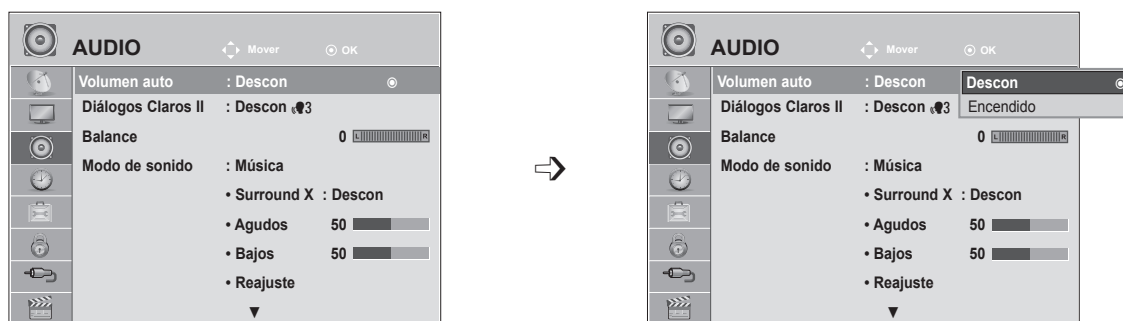 AUDIO Mover OK
Volumen auto : Descon
Diálogos Claros II : Descon 3
Balance 0 L R
Modo de sonido : Música
• Surround X : Descon
• Agudos 50
• Bajos 50
• Reajuste
▼
AUDIO Mover OK
Volumen auto : Descon
Descon
Encendido
Diálogos Claros II : Descon 3
Balance 0 L R
Modo de sonido : Música
• Surround X : Descon
• Agudos 50
• Bajos 50
• Reajuste
▼